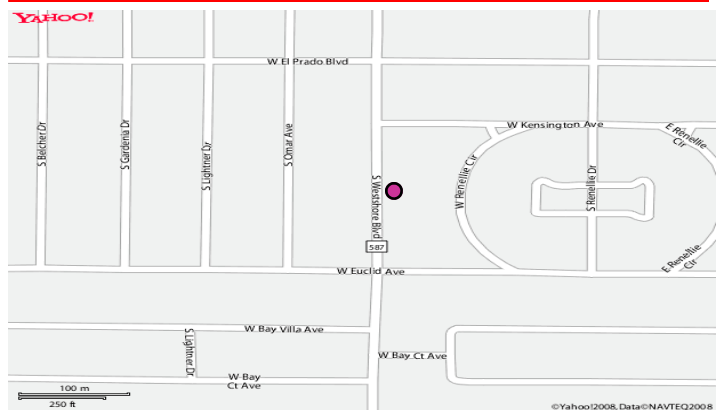 YAHOO!
W El Prado Blvd
W Kensington Ave
E Renellie
Cir
S Belcher Dr
S Gardenia Dr
S Lightner Dr
S Omar Ave
S Westshore Blvd
W Renellie Cir
S Renellie Dr
587
W Euclid Ave
E Renellie
Cir
W Bay Villa Ave
S Lightner Dr
W Bay Ct Ave
W Bay
Ct Ave
100 m
250 ft
©Yahoo!2008, Data©NAVTEQ2008